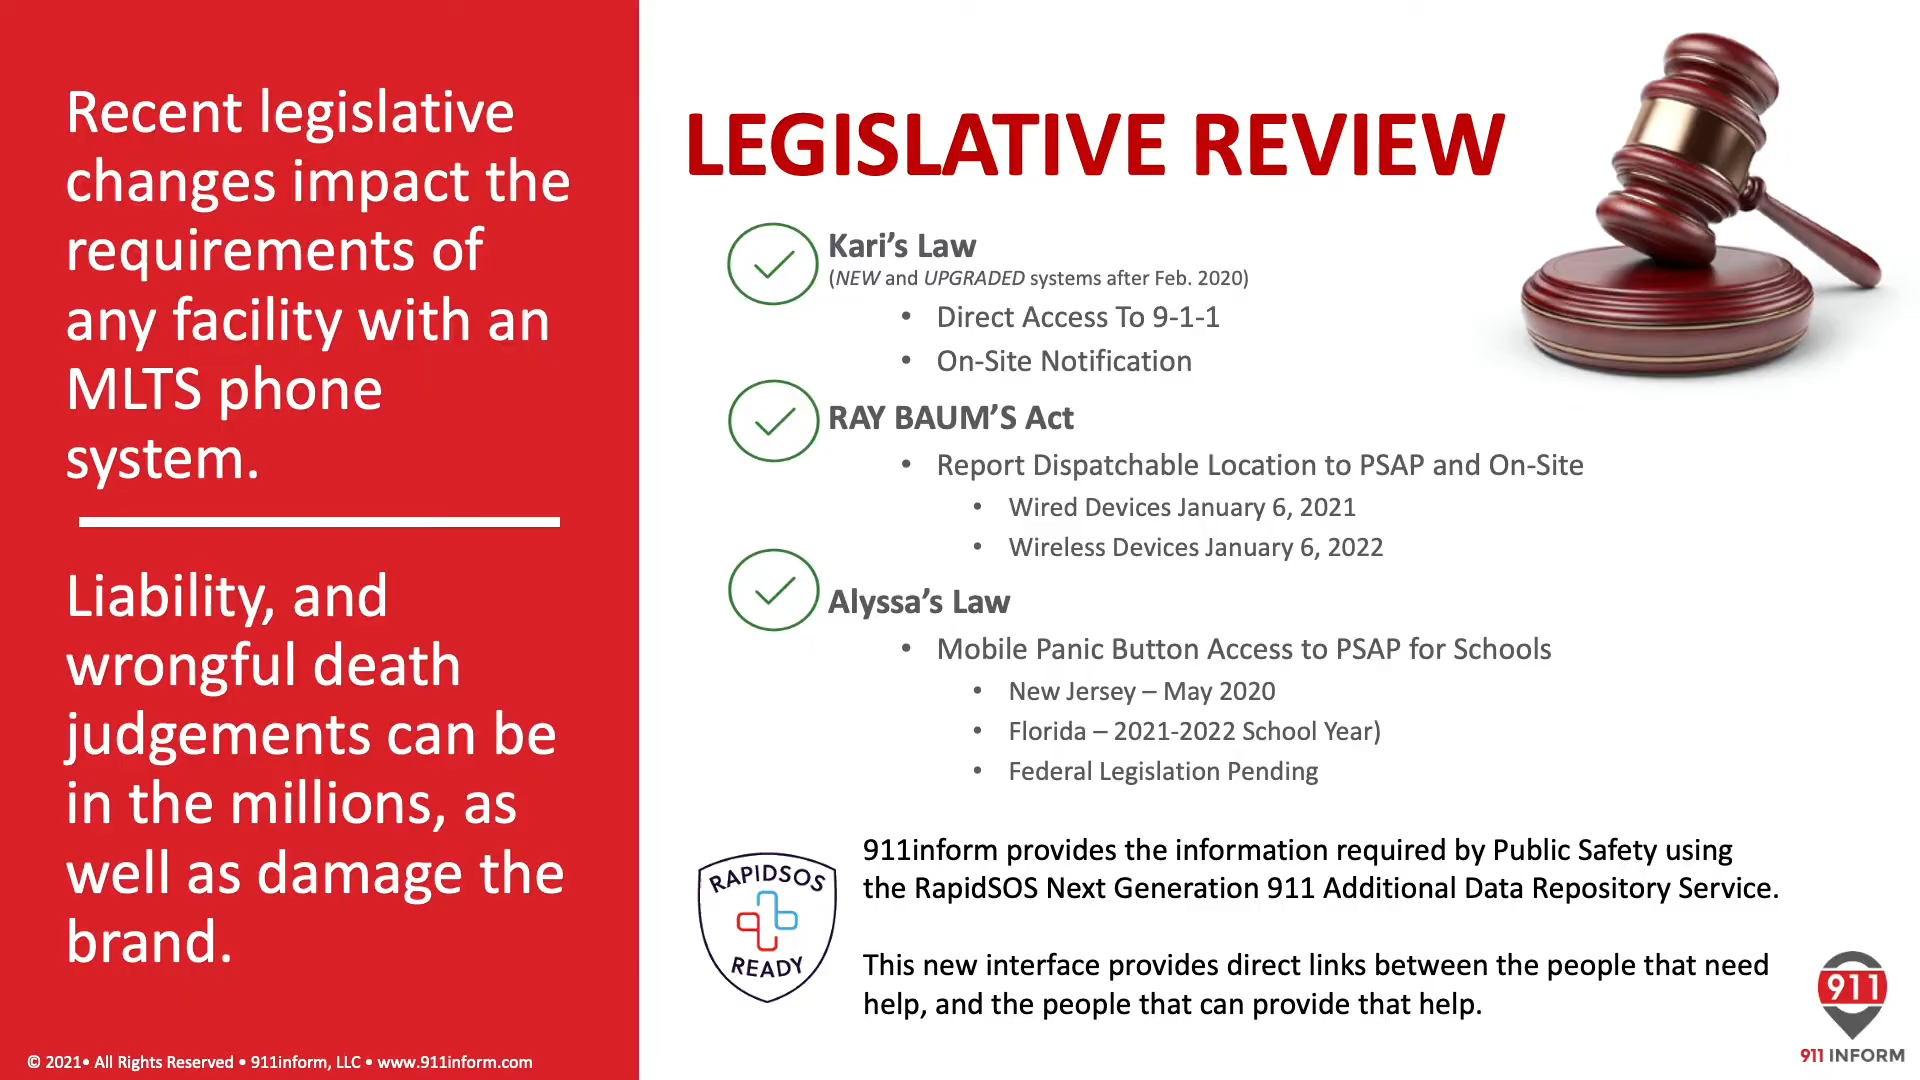 Recent legislative
changes impact the
requirements of
any facility with an
MLTS phone
system.
Liability, and
wrongful death
judgements can be
in the millions, as
well as damage the
brand.
© 2021• All Rights Reserved • 911inform, LLC • www.911inform.com
LEGISLATIVE REVIEW
Kari’s Law
(NEW and UPGRADED systems after Feb. 2020)
• Direct Access To 9-1-1
• On-Site Notification
RAY BAUM’S Act
• Report Dispatchable Location to PSAP and On-Site
• Wired Devices January 6, 2021
• Wireless Devices January 6, 2022
Alyssa’s Law
• Mobile Panic Button Access to PSAP for Schools
• New Jersey – May 2020
• Florida – 2021-2022 School Year)
• Federal Legislation Pending
RAPIDSOS
READY
911inform provides the information required by Public Safety using
the RapidSOS Next Generation 911 Additional Data Repository Service.
This new interface provides direct links between the people that need
help, and the people that can provide that help.
911
911 INFORM